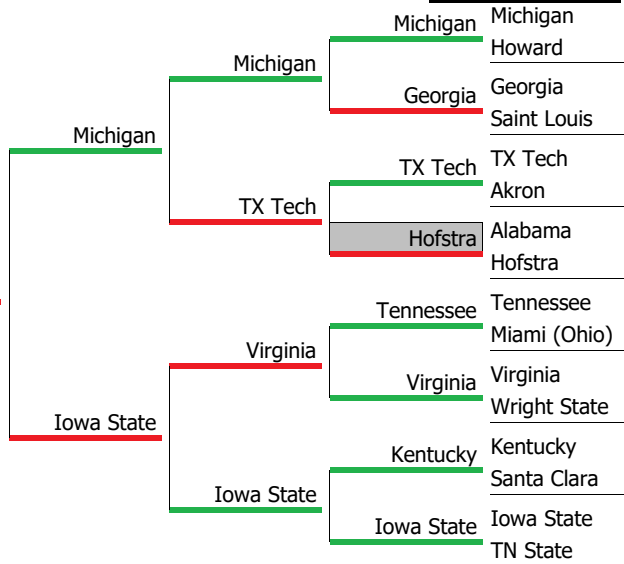 Michigan
Michigan
Howard
Michigan
Georgia
Georgia
Saint Louis
Michigan
TX Tech
TX Tech
Akron
TX Tech
Hofstra
Alabama
Hofstra
Tennessee
Tennessee
Miami (Ohio)
Virginia
Virginia
Virginia
Wright State
Iowa State
Kentucky
Kentucky
Santa Clara
Iowa State
Iowa State
Iowa State
TN State